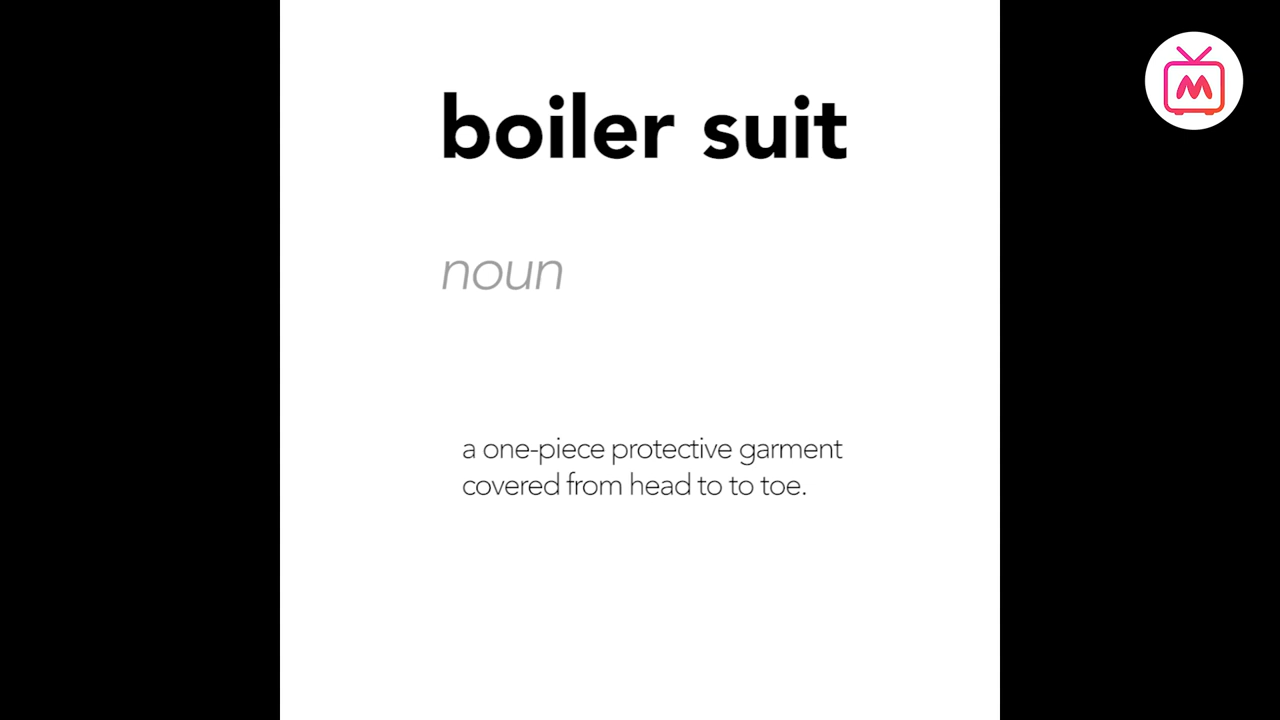 boiler suit
noun
a one-piece protective garment
covered from head to to toe.